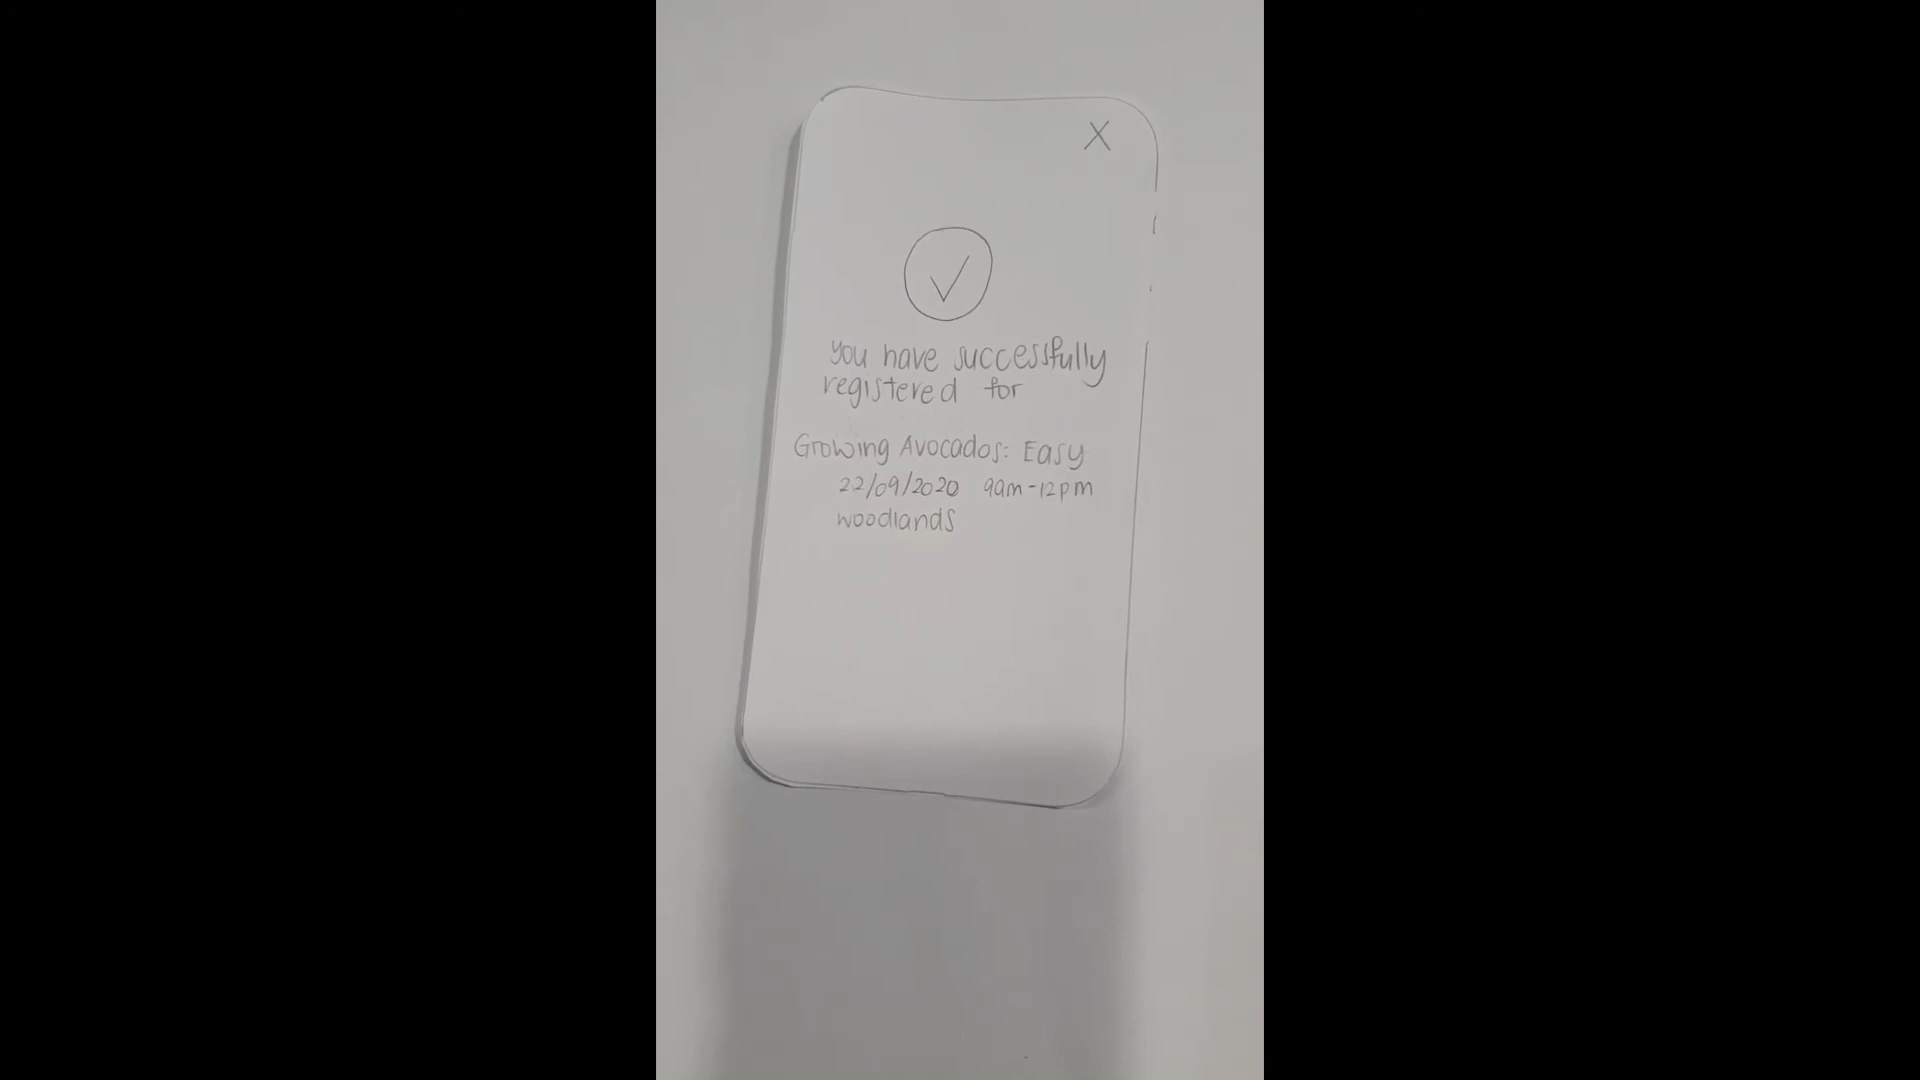 X
you have successfully
registered for
Growing Avocados: Easy
22/09/2020 9am-12pm
woodlands